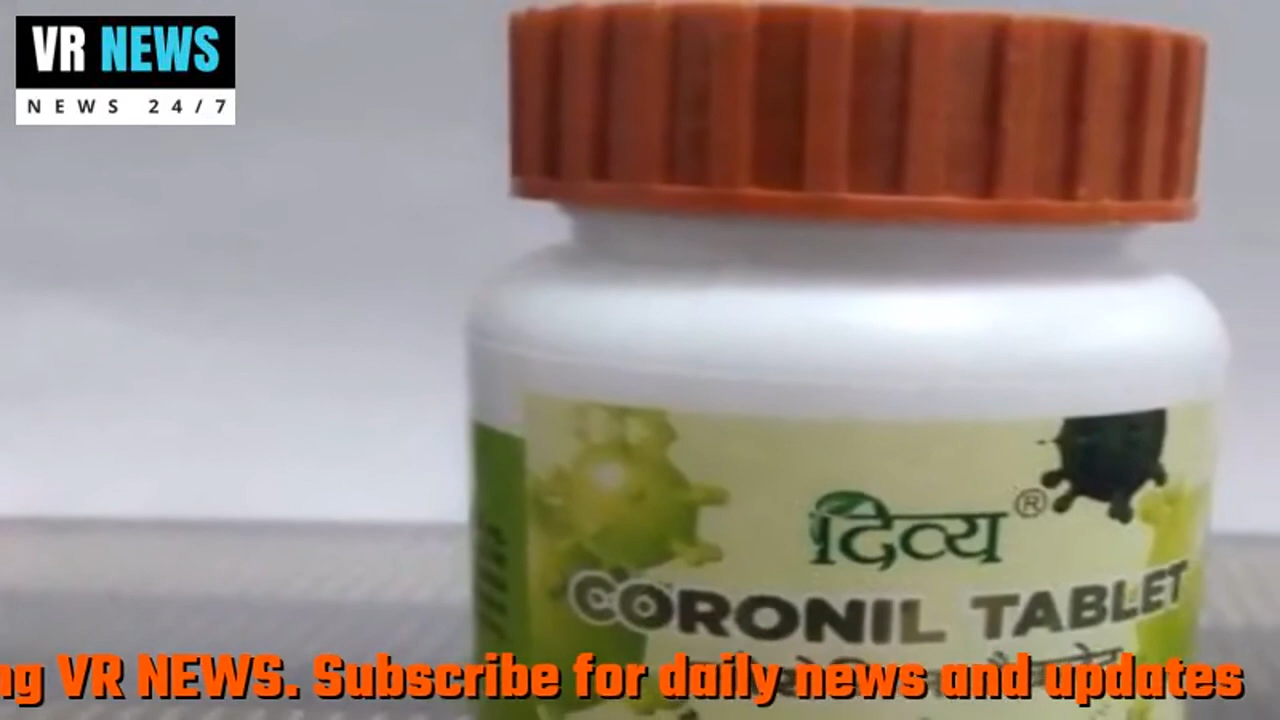 VR NEWS
NEWS 24/7
दिव्य®
CORONIL TABLET
ng VR NEWS. Subscribe for daily news and updates